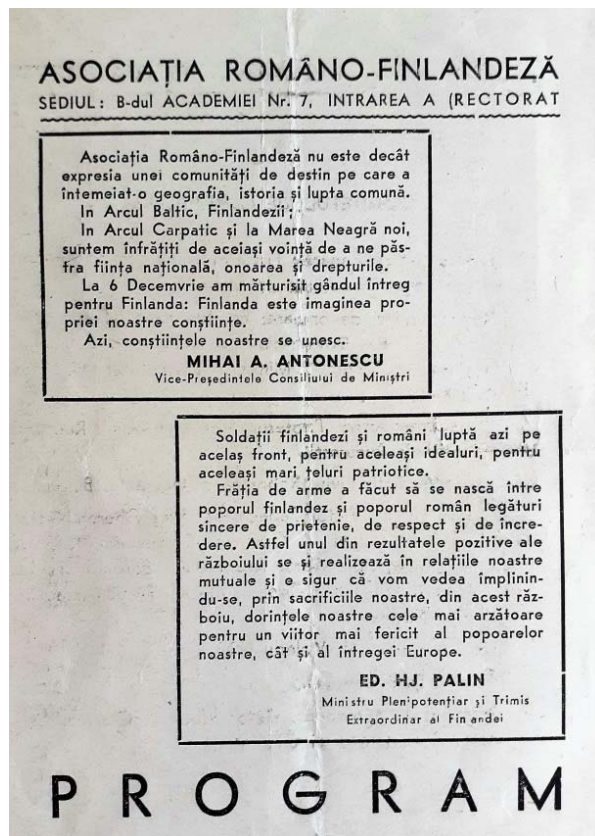 ASOCIAȚIA ROMÂNO-FINLANDEZĂ
SEDIUL: B-dul ACADEMIEI Nr. 7, INTRAREA A (RECTORAT
Asociația Româno-Finlandeză nu este decât
expresia unei comunități de destin pe care a
întemeiat-o geografia, istoria și lupta comună.
In Arcul Baltic, Finlandezii;
In Arcul Carpatic și la Marea Neagră noi,
suntem înfrățiți de aceiași voință de a ne păs-
tra ființa națională, onoarea și drepturile.
La 6 Decemvrie am mărturisit gândul întreg
pentru Finlanda: Finlanda este imaginea pro-
priei noastre conștiințe.
Azi, conștiințele noastre se unesc.
MIHAI A. ANTONESCU
Vice-Președintele Consiliului de Miniștri
Soldații finlandezi și români luptă azi pe
acelaș front, pentru aceleași idealuri, pentru
aceleași mari țeluri patriotice.
Frăția de arme a făcut să se nască între
poporul finlandez și poporul român legături
sincere de prietenie, de respect și de încre-
dere. Astfel unul din rezultatele pozitive ale
războiului se și realizează în relațiile noastre
mutuale și e sigur că vom vedea împlinin-
du-se, prin sacrificiile noastre, din acest răz-
boiu, dorințele noastre cele mai arzătoare
pentru un viitor mai fericit al popoarelor
noastre, cât și al întregei Europe.
ED. HJ. PALIN
Ministru Plenipotențiar și Trimis
Extraordinar al Finlandei
PROGRAM